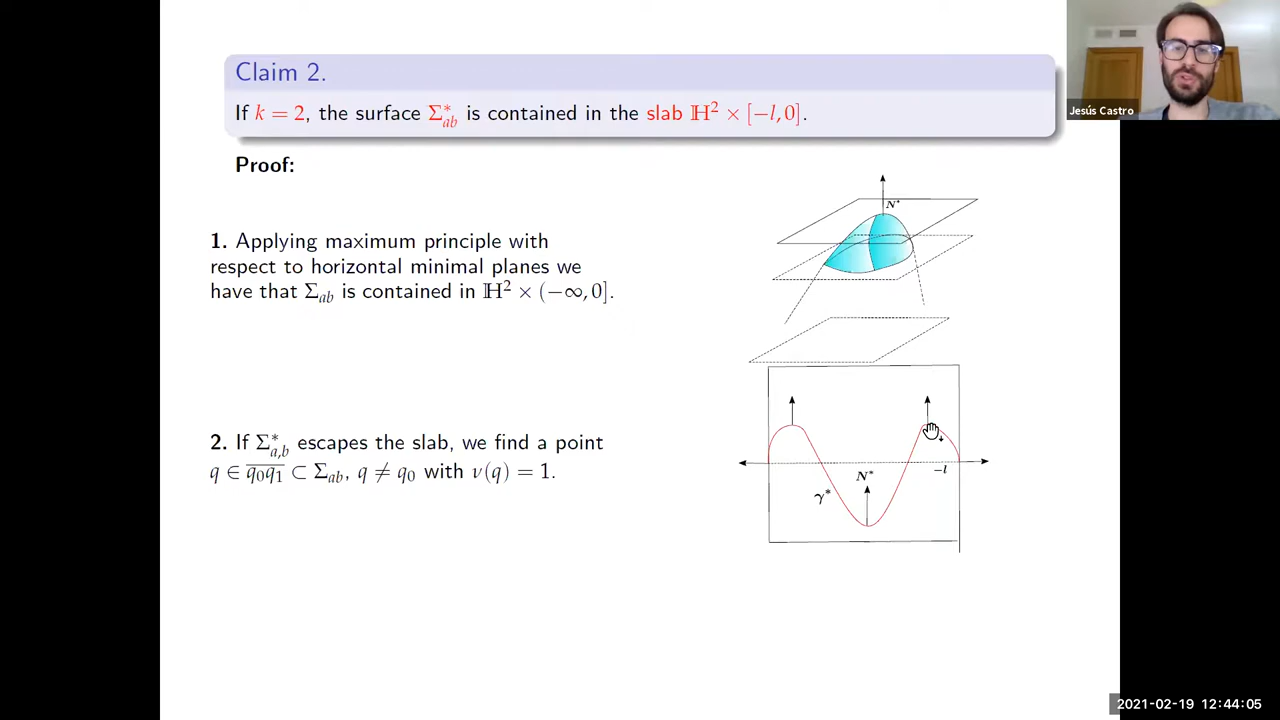 Claim 2.
If k = 2, the surface Σ*ab is contained in the slab ℍ² × [−l, 0].
Proof:
1. Applying maximum principle with
respect to horizontal minimal planes we
have that Σab is contained in ℍ² × (−∞, 0].
2. If Σ*a,b escapes the slab, we find a point
q ∈ q̅0̅q̅1̅ ⊂ Σab, q ≠ q0 with ν(q) = 1.
N*
−l
N*
γ*
Jesús Castro
2021-02-19 12:44:05